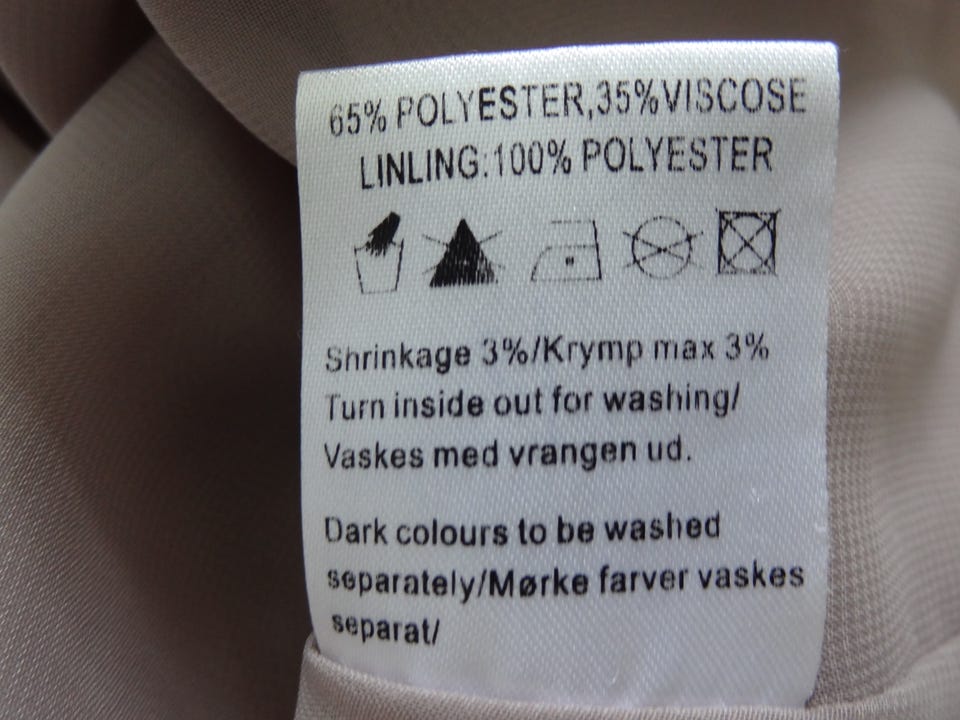 65% POLYESTER,35%VISCOSE
LINLING:100% POLYESTER
Shrinkage 3%/Krymp max 3%
Turn inside out for washing/
Vaskes med vrangen ud.
Dark colours to be washed
separately/Mørke farver vaskes
separat/